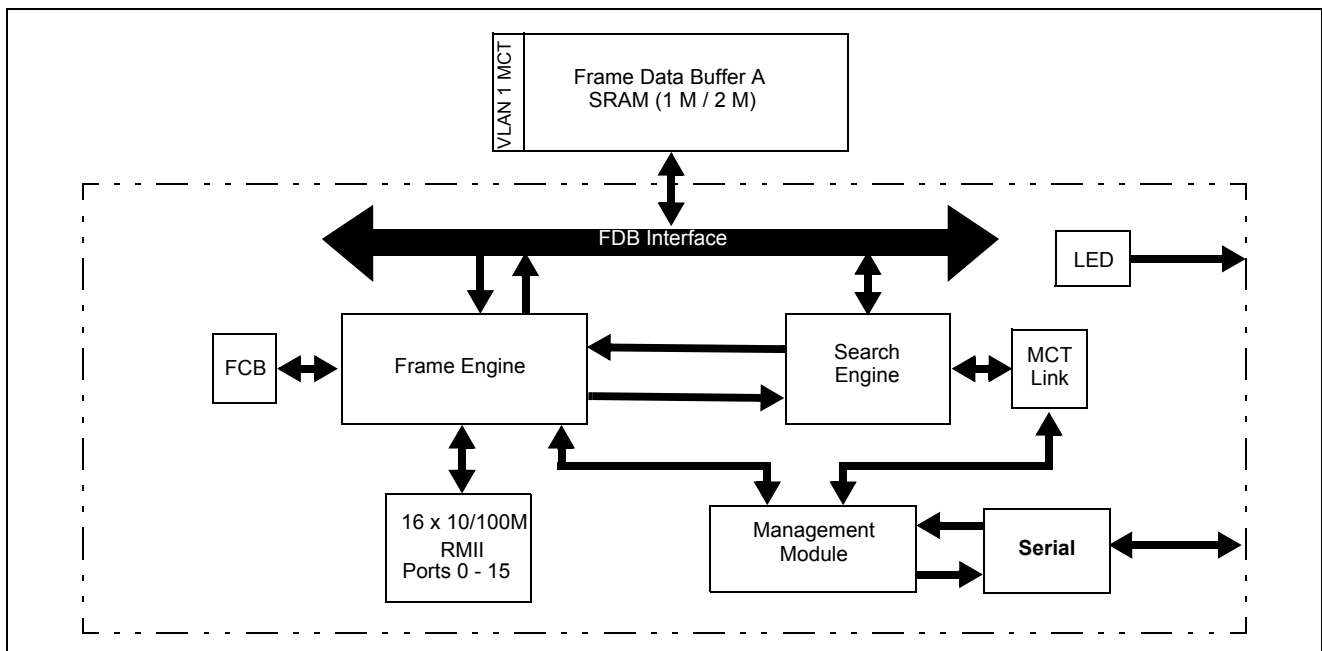 VLAN 1 MCT
Frame Data Buffer A
SRAM (1 M / 2 M)
FDB Interface
LED
FCB
Frame Engine
Search
Engine
MCT
Link
16 x 10/100M
RMII
Ports 0 - 15
Management
Module
Serial